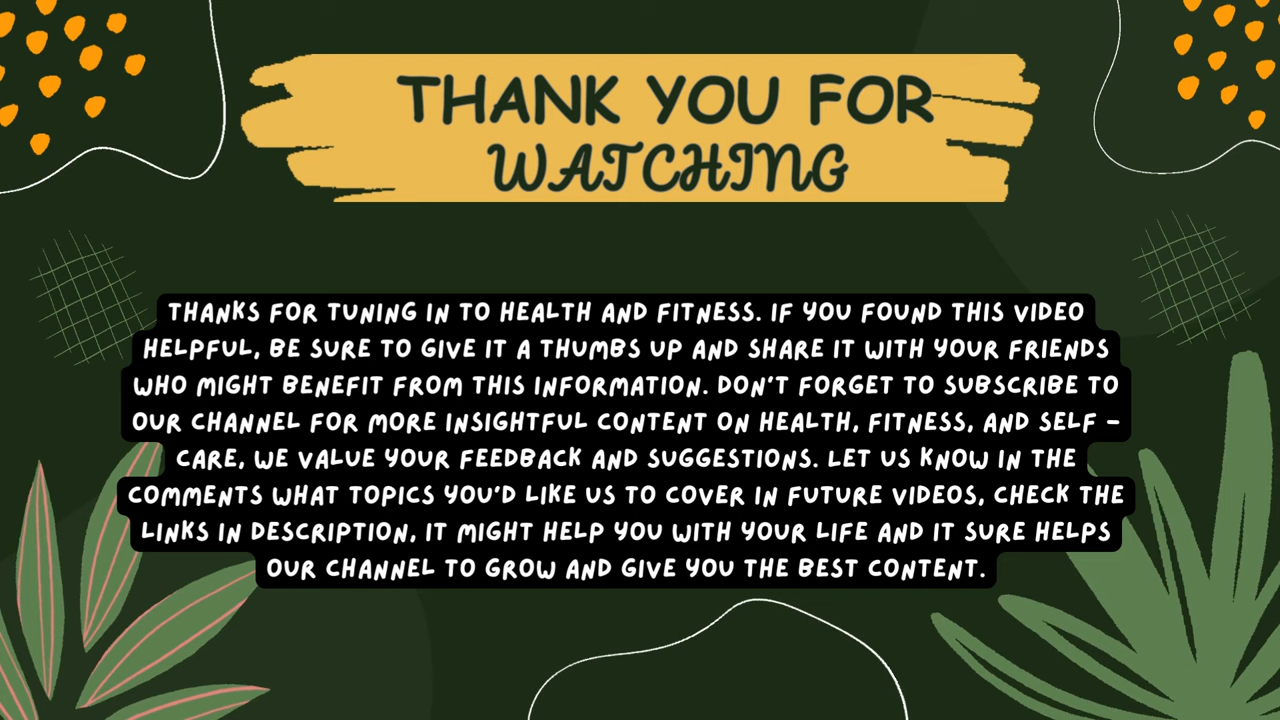 THANK YOU FOR
WATCHING
THANKS FOR TUNING IN TO HEALTH AND FITNESS. IF YOU FOUND THIS VIDEO
HELPFUL, BE SURE TO GIVE IT A THUMBS UP AND SHARE IT WITH YOUR FRIENDS
WHO MIGHT BENEFIT FROM THIS INFORMATION. DON'T FORGET TO SUBSCRIBE TO
OUR CHANNEL FOR MORE INSIGHTFUL CONTENT ON HEALTH, FITNESS, AND SELF -
CARE, WE VALUE YOUR FEEDBACK AND SUGGESTIONS. LET US KNOW IN THE
COMMENTS WHAT TOPICS YOU'D LIKE US TO COVER IN FUTURE VIDEOS, CHECK THE
LINKS IN DESCRIPTION, IT MIGHT HELP YOU WITH YOUR LIFE AND IT SURE HELPS
OUR CHANNEL TO GROW AND GIVE YOU THE BEST CONTENT.